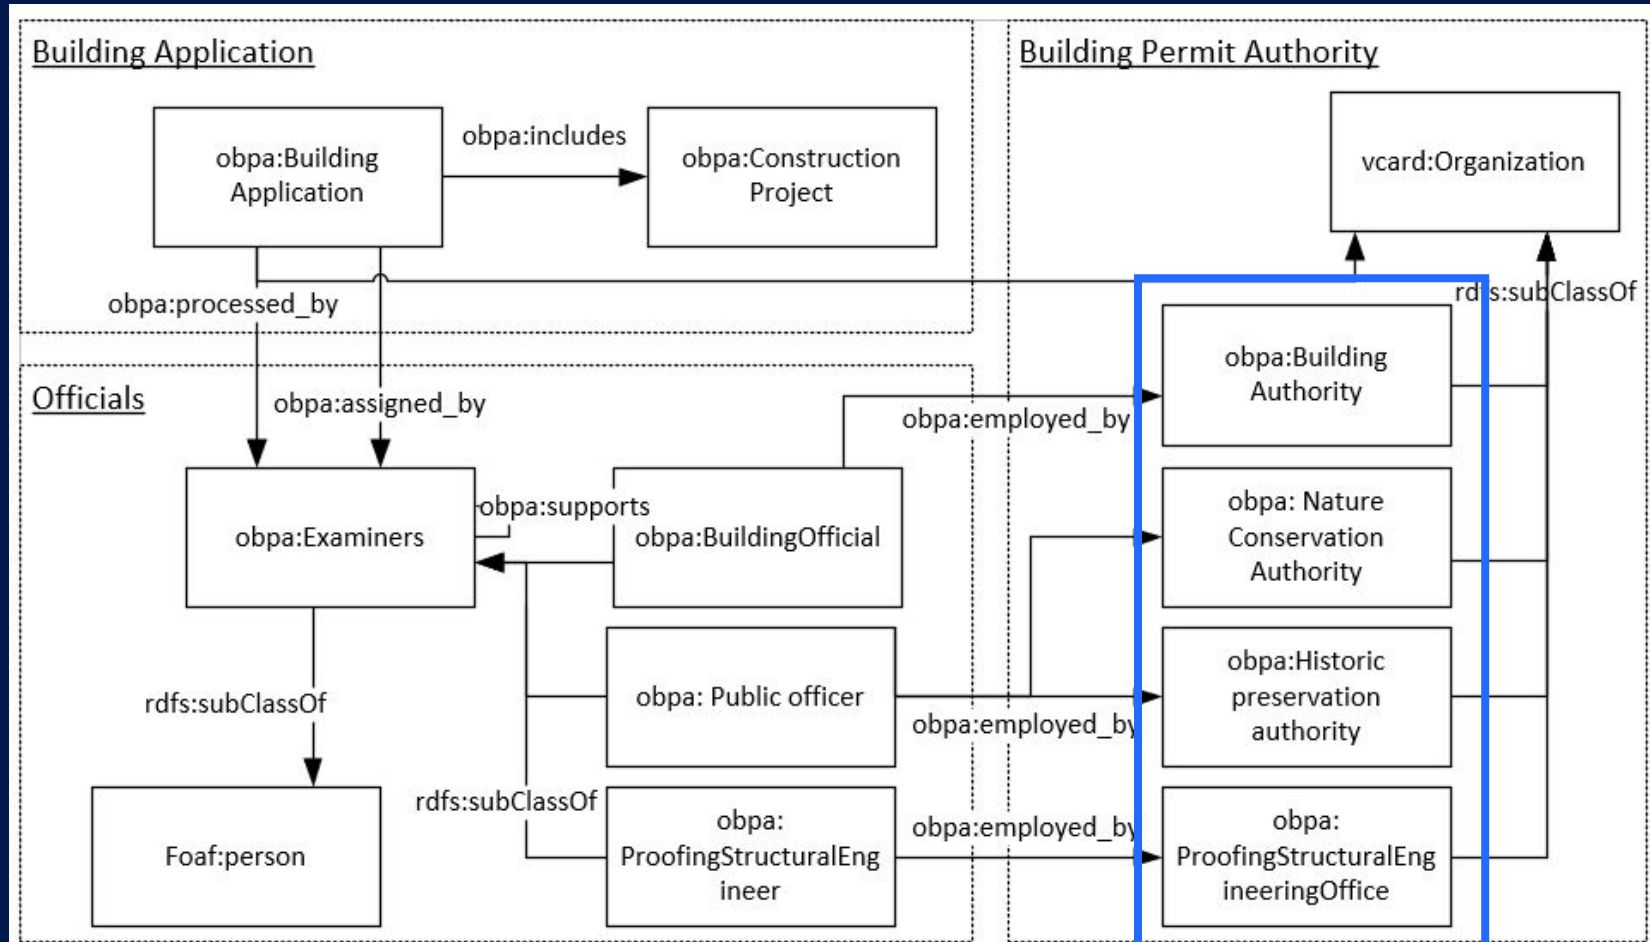 Building Application
obpa:Building
Application
obpa:includes
obpa:Construction
Project
obpa:processed_by
obpa:assigned_by
Building Permit Authority
vcard:Organization
rdfs:subClassOf
Officials
obpa:employed_by
obpa:Building
Authority
obpa:Examiners
obpa:supports
obpa:BuildingOfficial
obpa: Nature
Conservation
Authority
rdfs:subClassOf
obpa: Public officer
obpa:employed_by
obpa:Historic
preservation
authority
Foaf:person
rdfs:subClassOf
obpa:
ProofingStructuralEng
ineer
obpa:employed_by
obpa:
ProofingStructuralEng
ineeringOffice